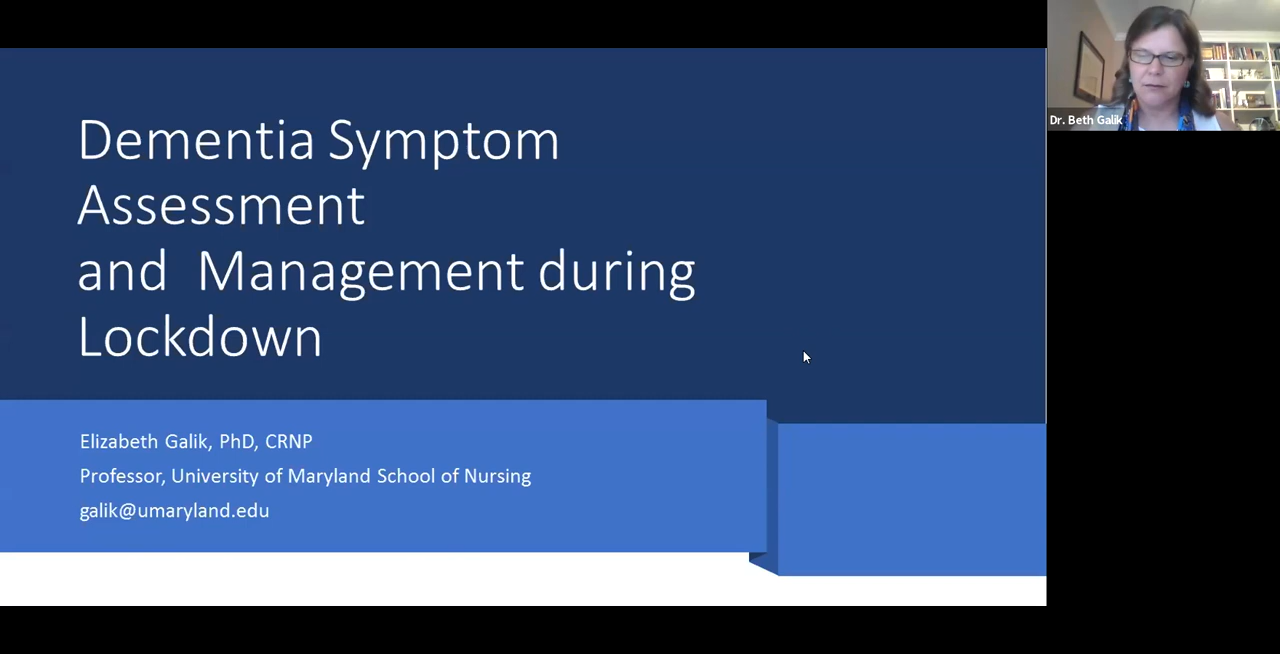 Dementia Symptom
Assessment
and  Management during
Lockdown
Elizabeth Galik, PhD, CRNP
Professor, University of Maryland School of Nursing
galik@umaryland.edu
Dr. Beth Galik